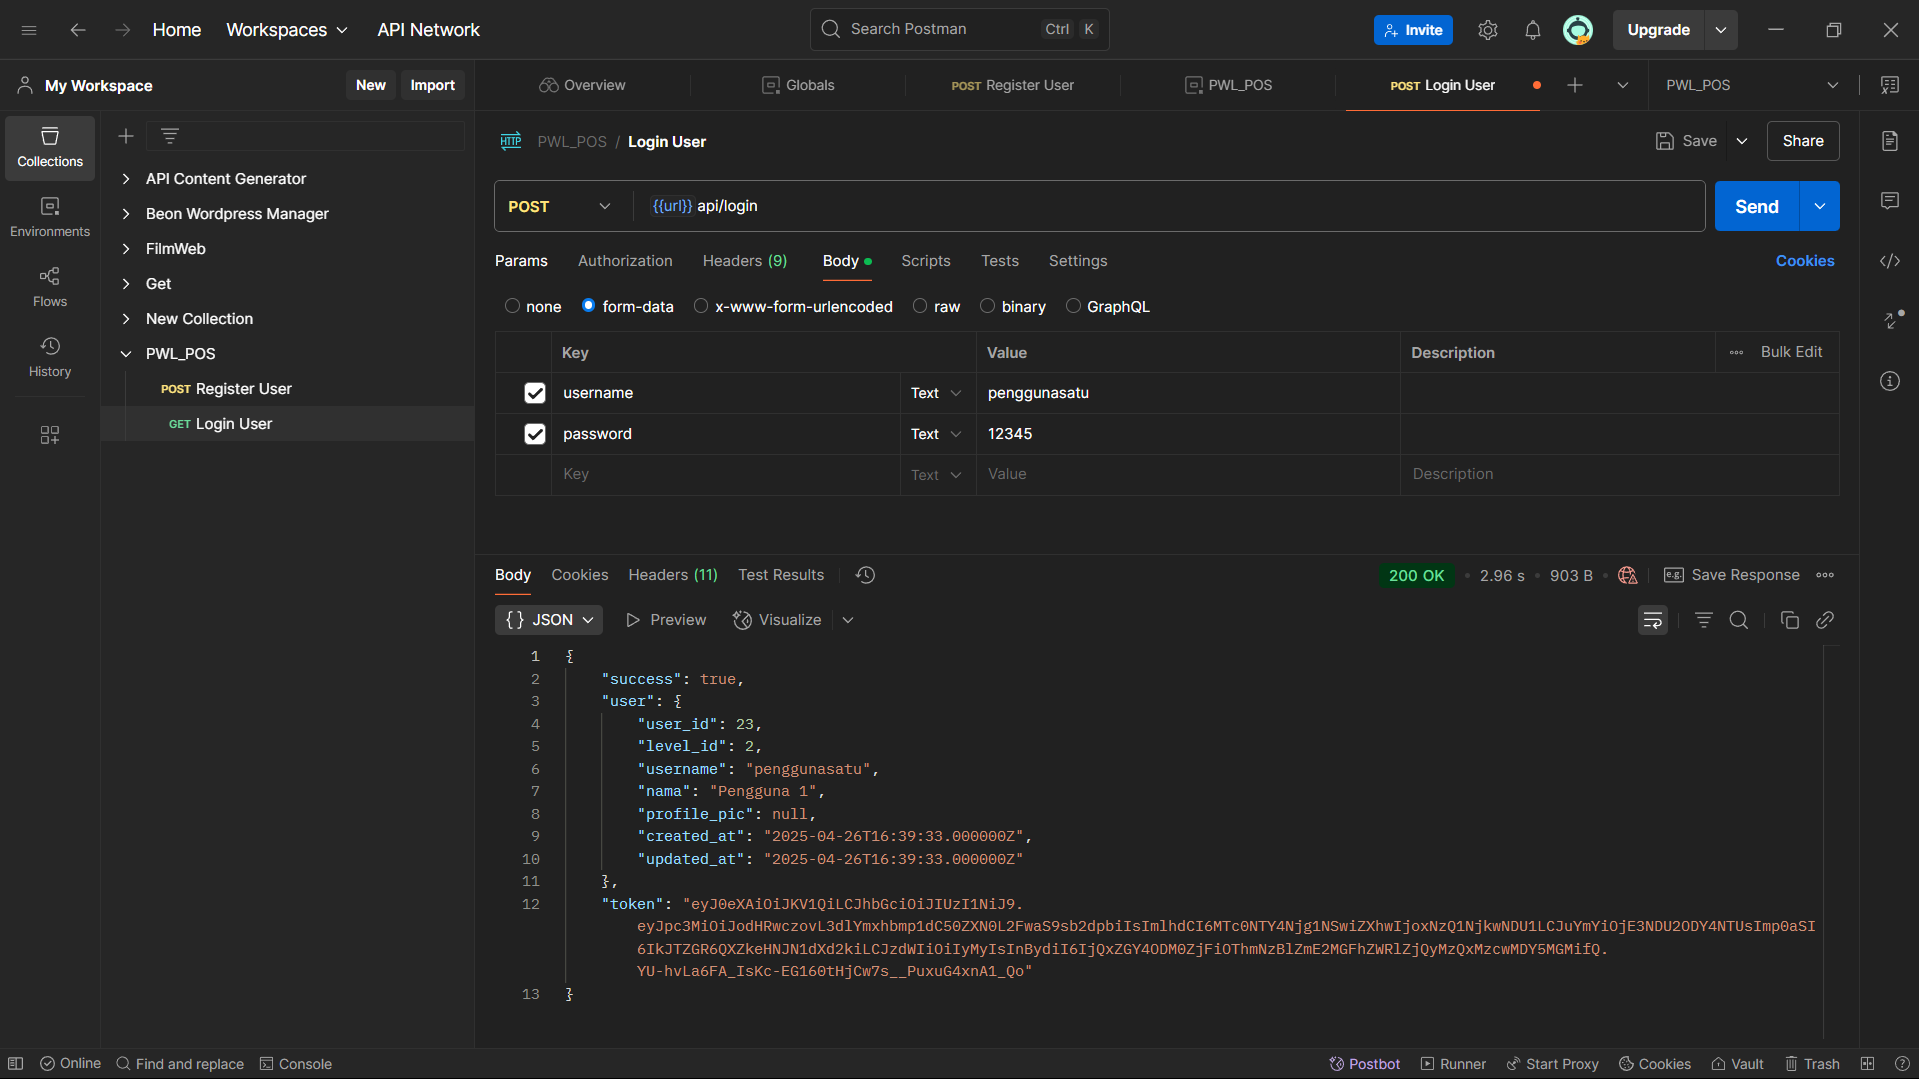 Home Workspaces API Network Search Postman Ctrl K Invite Upgrade
My Workspace New Import Overview Globals POST Register User PWL_POS POST Login User PWL_POS
Collections
Environments
Flows
History
API Content Generator
Beon Wordpress Manager
FilmWeb
Get
New Collection
PWL_POS
POST Register User
GET Login User
HTTP PWL_POS / Login User Save Share
POST {{url}} api/login Send
Params Authorization Headers (9) Body Scripts Tests Settings Cookies
none form-data x-www-form-urlencoded raw binary GraphQL
Key Value Description Bulk Edit
username Text penggunasatu
password Text 12345
Key Text Value Description
Body Cookies Headers (11) Test Results 200 OK 2.96 s 903 B e.g. Save Response
{} JSON Preview Visualize
1 {
2 "success": true,
3 "user": {
4 "user_id": 23,
5 "level_id": 2,
6 "username": "penggunasatu",
7 "nama": "Pengguna 1",
8 "profile_pic": null,
9 "created_at": "2025-04-26T16:39:33.000000Z",
10 "updated_at": "2025-04-26T16:39:33.000000Z"
11 },
12 "token": "eyJ0eXAiOiJKV1QiLCJhbGciOiJIUzI1NiJ9.
eyJpc3MiOiJodHRwczovL3dlYmxhbmp1dC50ZXN0L2FwaS9sb2dpbiIsImlhdCI6MTc0NTY4Njg1NSwiZXhwIjoxNzQ1NjkwNDU1LCJuYmYiOjE3NDU2ODY4NTUsImp0aSI
6IkJTZGR6QXZkeHNJN1dXd2kiLCJzdWIiOiIyMyIsInBydiI6IjQxZGY4ODM0ZjFiOThmNzBlZmE2MGFhZWRlZjQyMzQxMzcwMDY5MGMifQ.
YU-hvLa6FA_IsKc-EG160tHjCw7s__PuxuG4xnA1_Qo"
13 }
Online Find and replace Console Postbot Runner Start Proxy Cookies Vault Trash